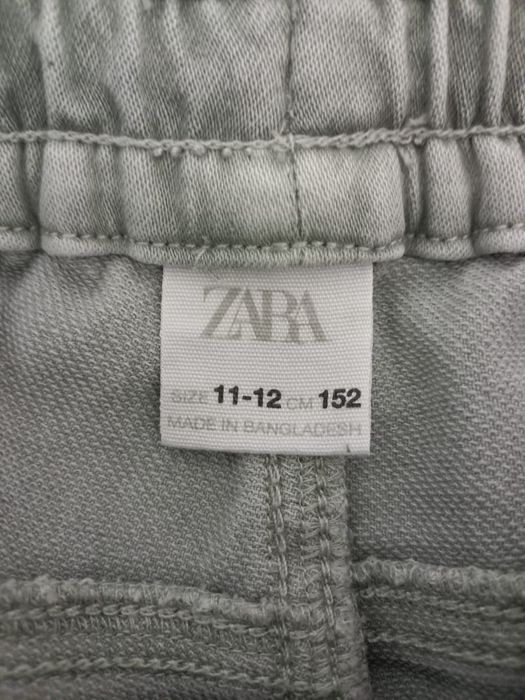 ZARA
SIZE 11-12 CM 152
MADE IN BANGLADESH